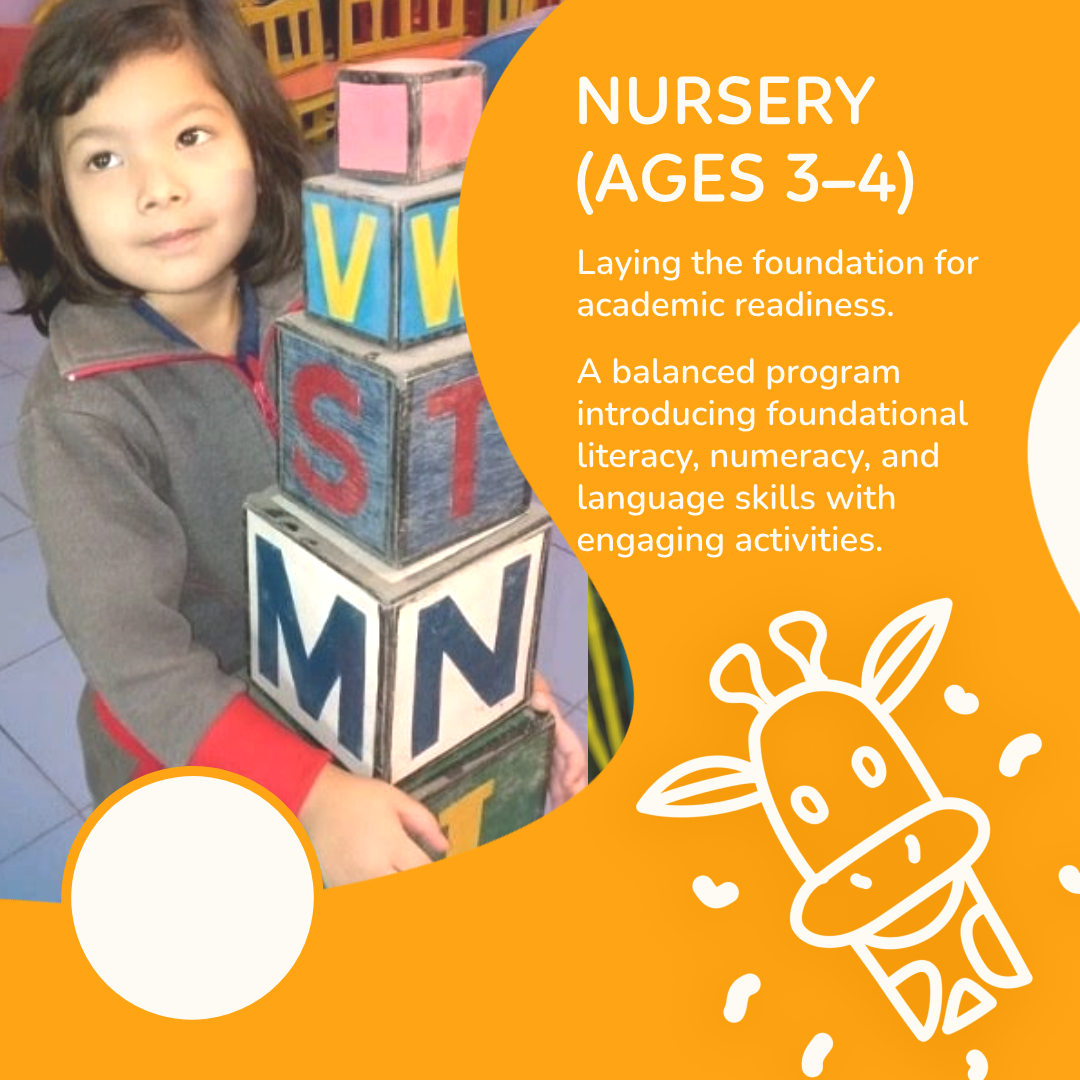 NURSERY
(AGES 3–4)
Laying the foundation for
academic readiness.
A balanced program
introducing foundational
literacy, numeracy, and
language skills with
engaging activities.
V W
S T
M N